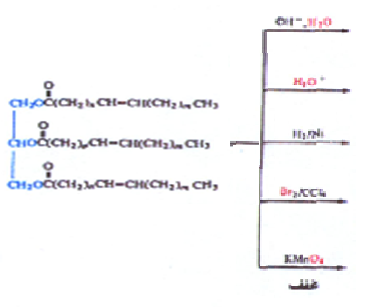 OH⁻, H₂O
H₃O⁺
O
CH₂OC(CH₂)ₙCH=CH(CH₂)ₘCH₃
O
CHOC(CH₂)ₙCH=CH(CH₂)ₘCH₃
H₂/Ni
O
CH₂OC(CH₂)ₙCH=CH(CH₂)ₘCH₃
Br₂/CCl₄
KMnO₄